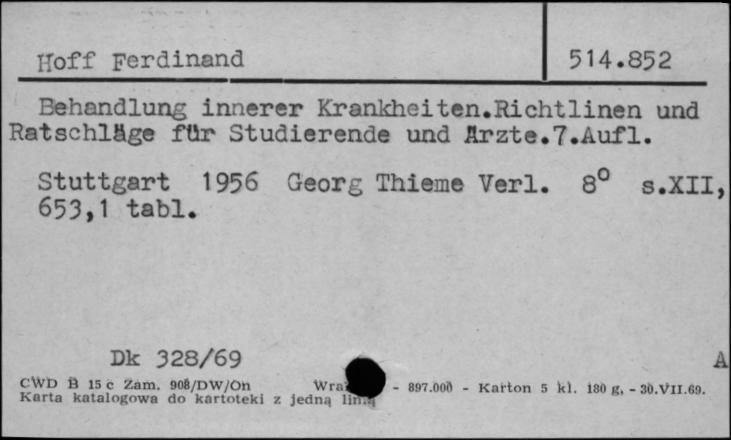 Hoff Ferdinand 514.852
Behandlung innerer Krankheiten.Richtlinen und
Ratschläge für Studierende und Ärzte.7.Aufl.
Stuttgart 1956 Georg Thieme Verl. 8° s.XII,
653,1 tabl.
Dk 328/69 A
CWD B 15 c Zam. 908/DW/On - 897.000 - Karton 5 kl. 180 g, - 30.VII.69.
Karta katalogowa do kartoteki z jedną linią